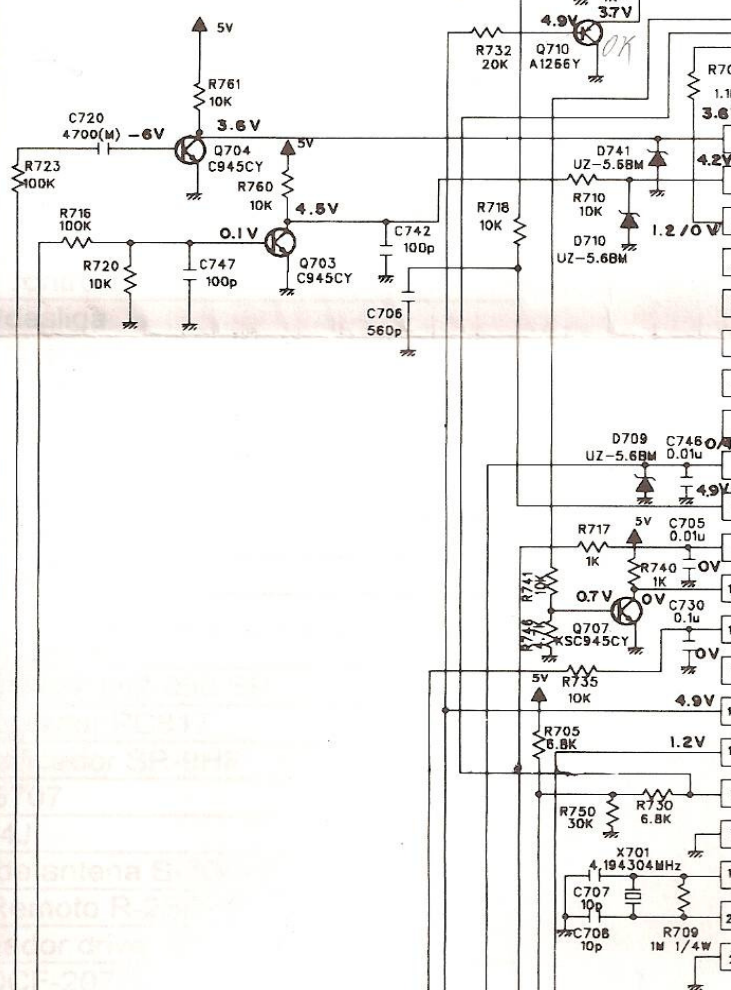 3.7V
4.9V
5V
R732
20K
Q710
A1266Y
OK
R761
10K
C720
4700(M)
-6V
3.6V
Q704
C945CY
5V
3.6
R723
100K
R760
10K
D741
UZ-5.6BM
4.2V
R716
100K
0.1V
4.5V
R718
10K
R710
10K
C742
100p
D710
UZ-5.6BM
1.2/0V
R720
10K
C747
100p
Q703
C945CY
C706
560p
D709
UZ-5.6BM
C746
0.01u
4.9V
5V
R717
1K
C705
0.01u
R741
10K
R740
1K
0V
0.7V
0V
C730
0.1u
R746
4.7K
Q707
KSC945CY
0V
R735
10K
5V
4.9V
R705
6.8K
1.2V
R750
30K
R730
6.8K
X701
4.194304MHz
C707
10p
C708
10p
R709
1M 1/4W